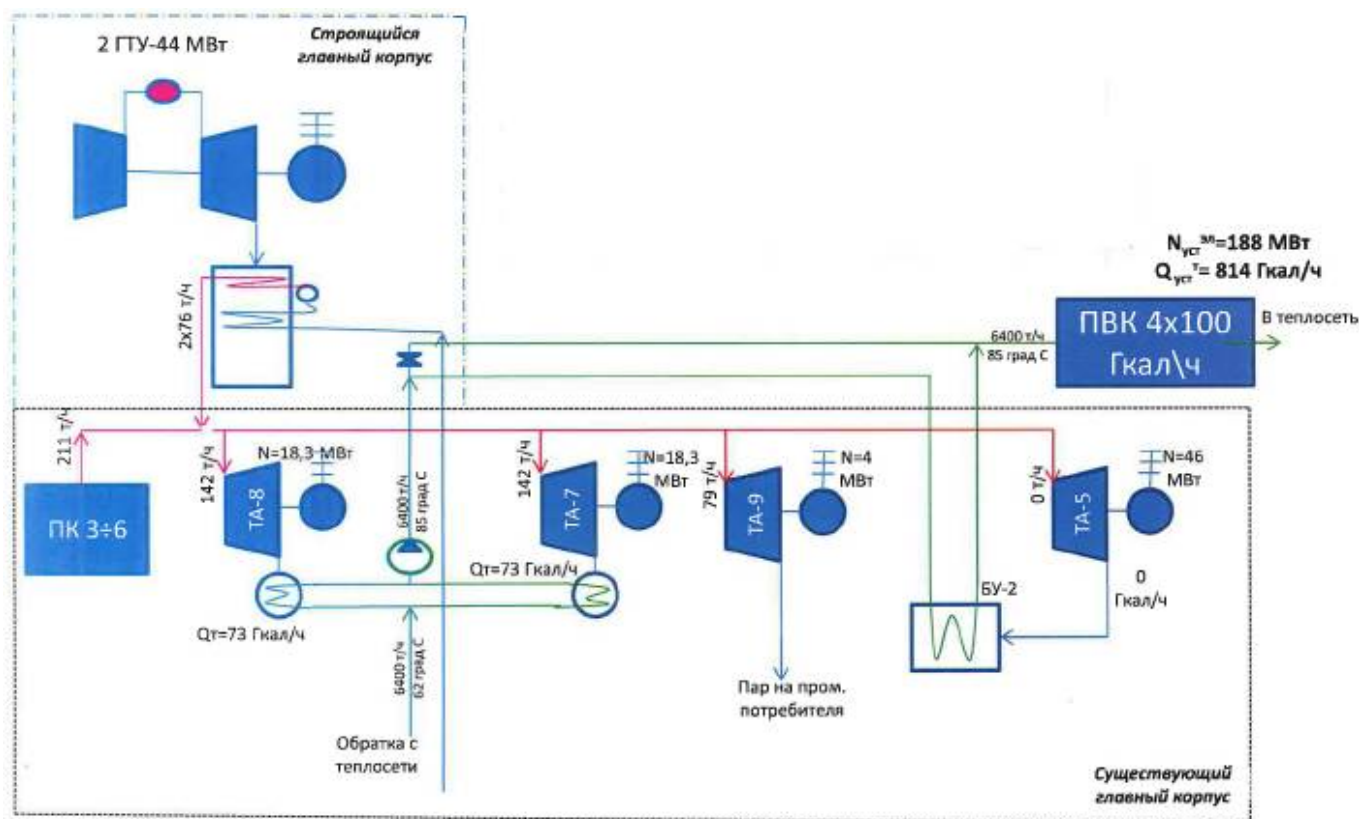 2 ГТУ-44 МВт
Строящийся
главный корпус
Nуст эл=188 МВт
Qуст т= 814 Гкал/ч
2х76 т/ч
6400 т/ч
85 град С
ПВК 4х100
Гкал\ч
В теплосеть
211 т/ч
ПК 3÷6
142 т/ч
N=18,3 МВт
ТА-8
6400 т/ч
85 град С
142 т/ч
N=18,3
МВт
ТА-7
79 т/ч
N=4
МВт
ТА-9
0 т/ч
N=46
МВт
ТА-5
Qт=73 Гкал/ч
Qт=73 Гкал/ч
0
Гкал/ч
БУ-2
6400 т/ч
62 град С
Пар на пром.
потребителя
Обратка с
теплосети
Существующий
главный корпус